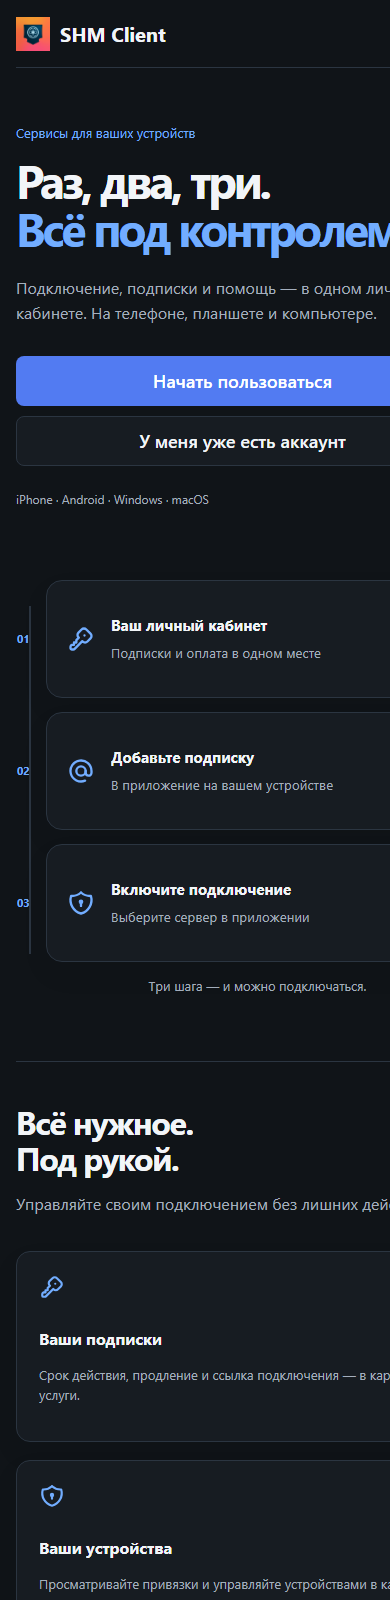 SHM Client
Сервисы для ваших устройств
Раз, два, три.
Всё под контролем
Подключение, подписки и помощь — в одном лич
кабинете. На телефоне, планшете и компьютере.
Начать пользоваться
У меня уже есть аккаунт
iPhone · Android · Windows · macOS
01
Ваш личный кабинет
Подписки и оплата в одном месте
02
Добавьте подписку
В приложение на вашем устройстве
03
Включите подключение
Выберите сервер в приложении
Три шага — и можно подключаться.
Всё нужное.
Под рукой.
Управляйте своим подключением без лишних дей
Ваши подписки
Срок действия, продление и ссылка подключения — в кар
услуги.
Ваши устройства
Просматривайте привязки и управляйте устройствами в ка